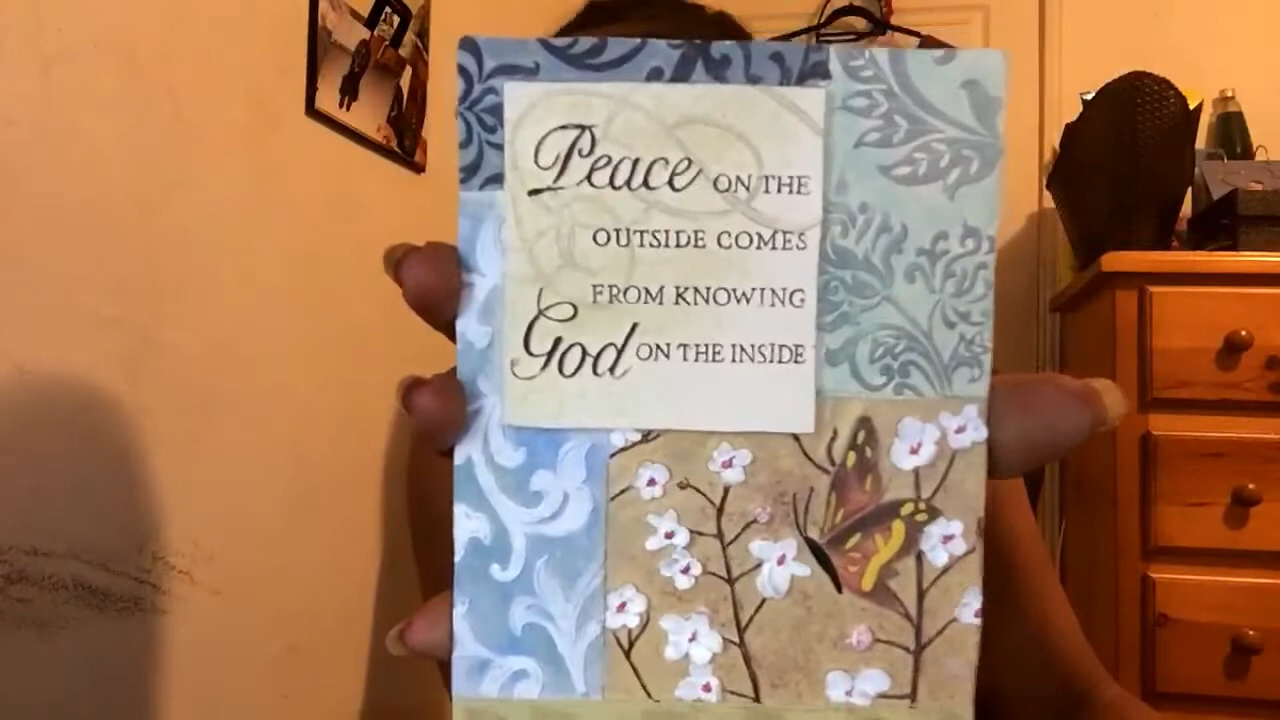 Peace ON THE
OUTSIDE COMES
FROM KNOWING
God ON THE INSIDE